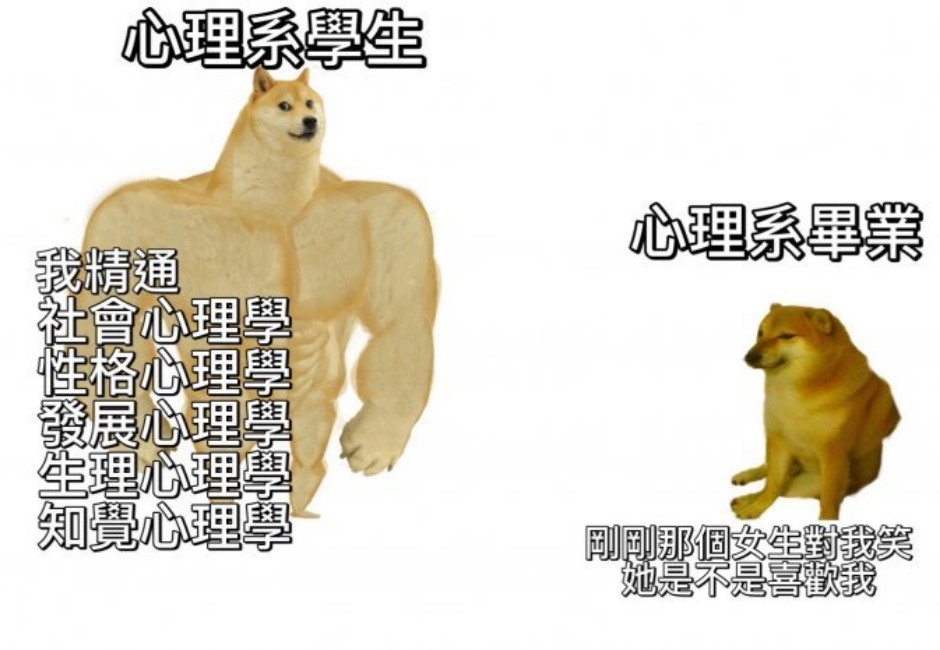 心理系學生
我精通
社會心理學
性格心理學
發展心理學
生理心理學
知覺心理學
心理系畢業
剛剛那個女生對我笑
她是不是喜歡我